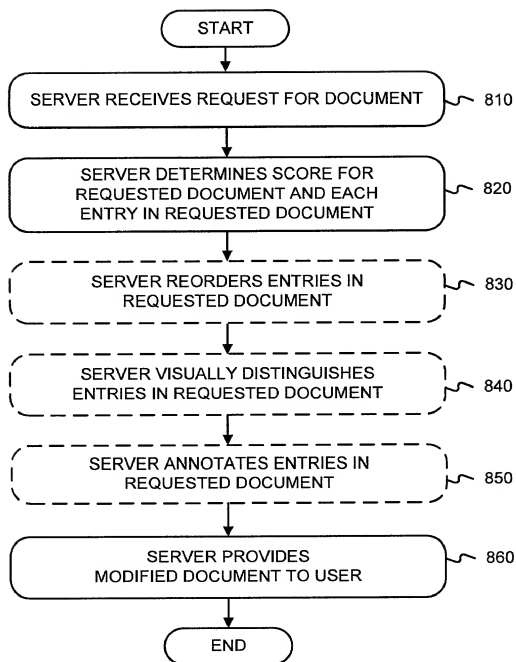 START
SERVER RECEIVES REQUEST FOR DOCUMENT
810
SERVER DETERMINES SCORE FOR
REQUESTED DOCUMENT AND EACH
ENTRY IN REQUESTED DOCUMENT
820
SERVER REORDERS ENTRIES IN
REQUESTED DOCUMENT
830
SERVER VISUALLY DISTINGUISHES
ENTRIES IN REQUESTED DOCUMENT
840
SERVER ANNOTATES ENTRIES IN
REQUESTED DOCUMENT
850
SERVER PROVIDES
MODIFIED DOCUMENT TO USER
860
END